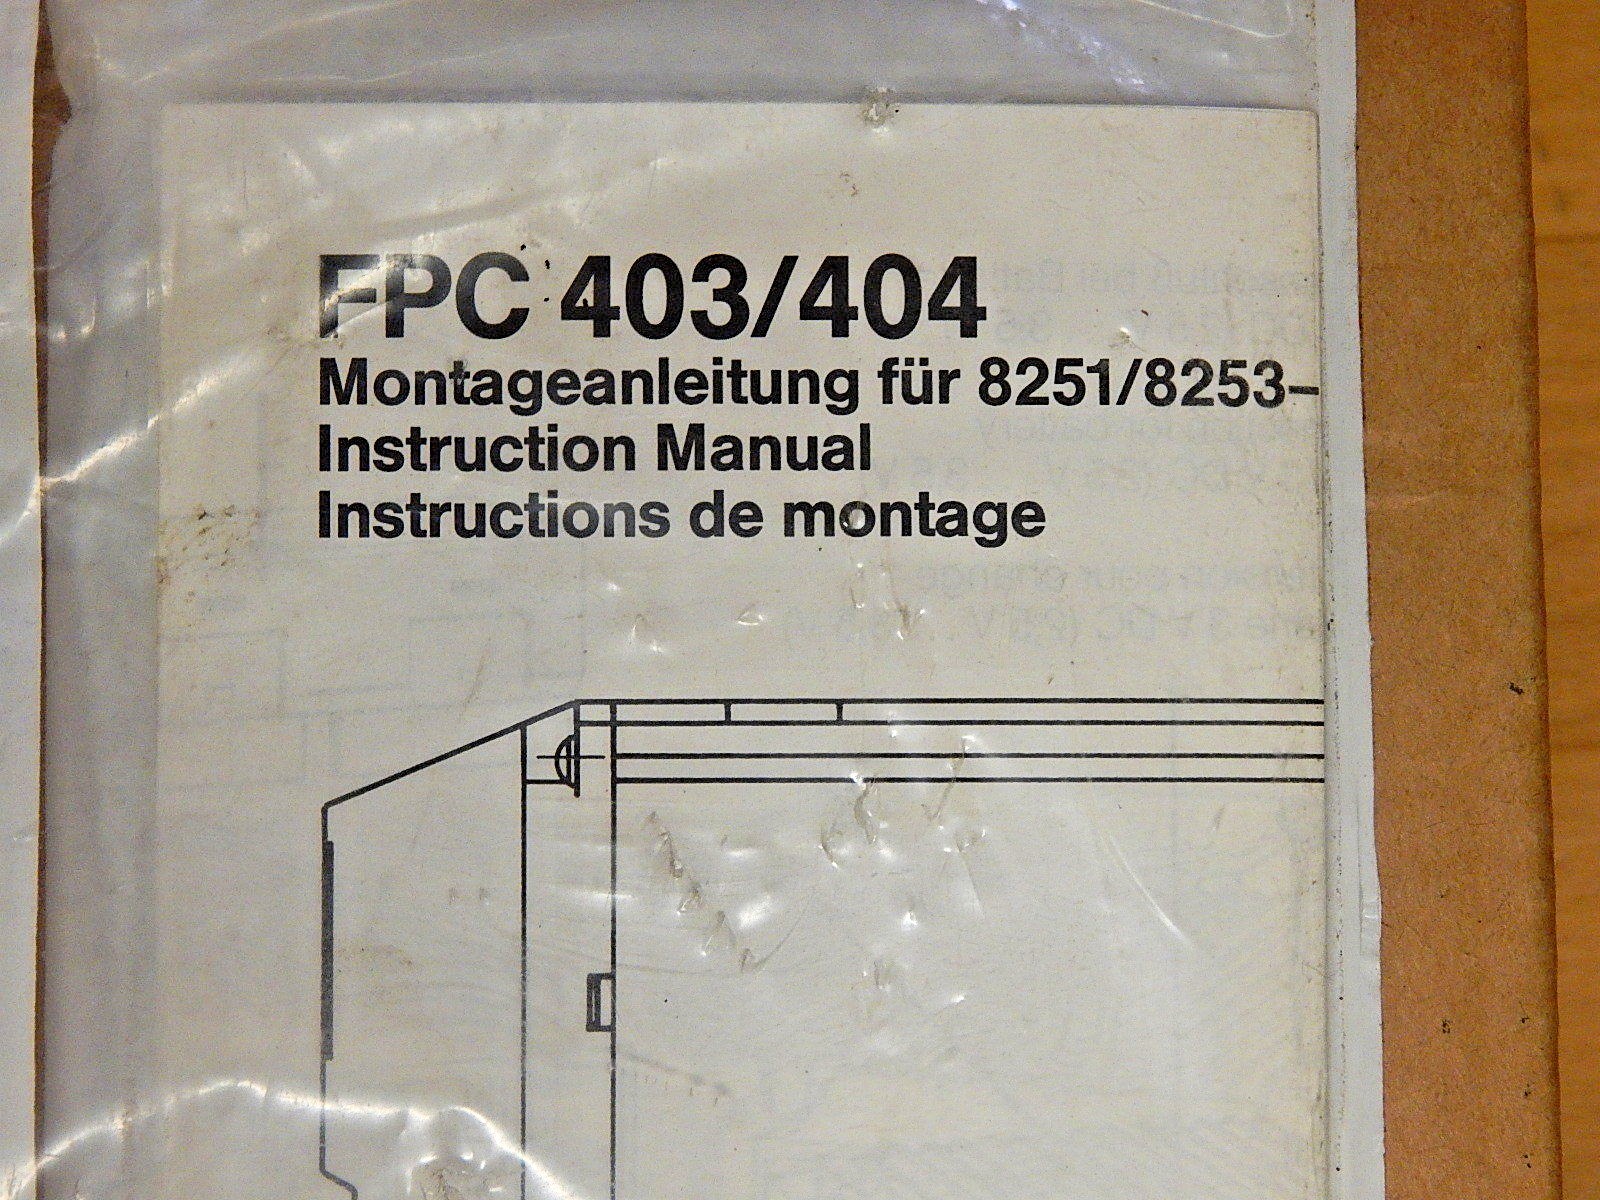 FPC 403/404
Montageanleitung für 8251/8253–
Instruction Manual
Instructions de montage